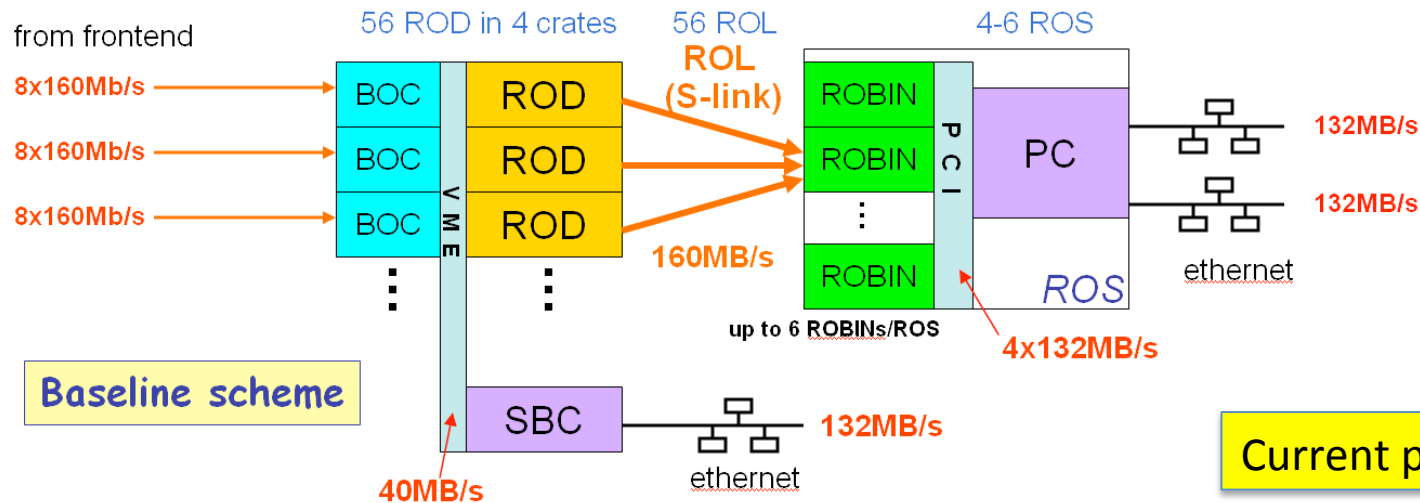 from frontend
56 ROD in 4 crates
56 ROL
4-6 ROS
8x160Mb/s
8x160Mb/s
8x160Mb/s
BOC
BOC
BOC
VME
ROD
ROD
ROD
ROL
(S-link)
160MB/s
ROBIN
ROBIN
ROBIN
PCI
PC
ROS
132MB/s
132MB/s
ethernet
up to 6 ROBINs/ROS
4x132MB/s
Baseline scheme
SBC
132MB/s
ethernet
40MB/s
Current p